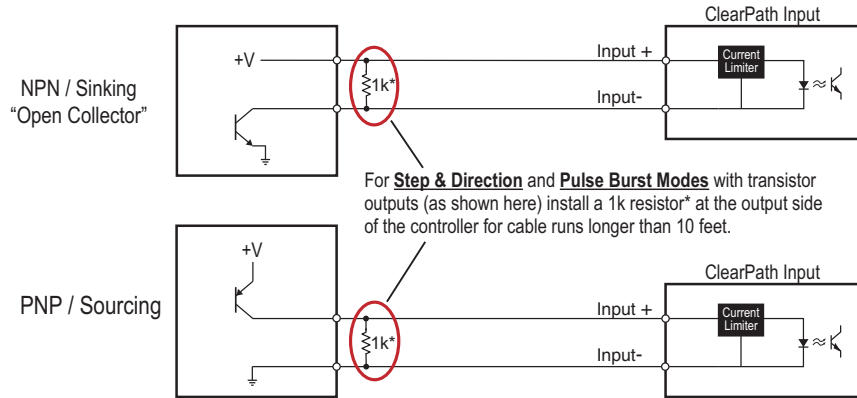 ClearPath Input
+V
Input +
Current
Limiter
1k*
NPN / Sinking
“Open Collector”
Input-
For Step & Direction and Pulse Burst Modes with transistor
outputs (as shown here) install a 1k resistor* at the output side
of the controller for cable runs longer than 10 feet.
+V
ClearPath Input
PNP / Sourcing
Input +
Current
Limiter
1k*
Input-